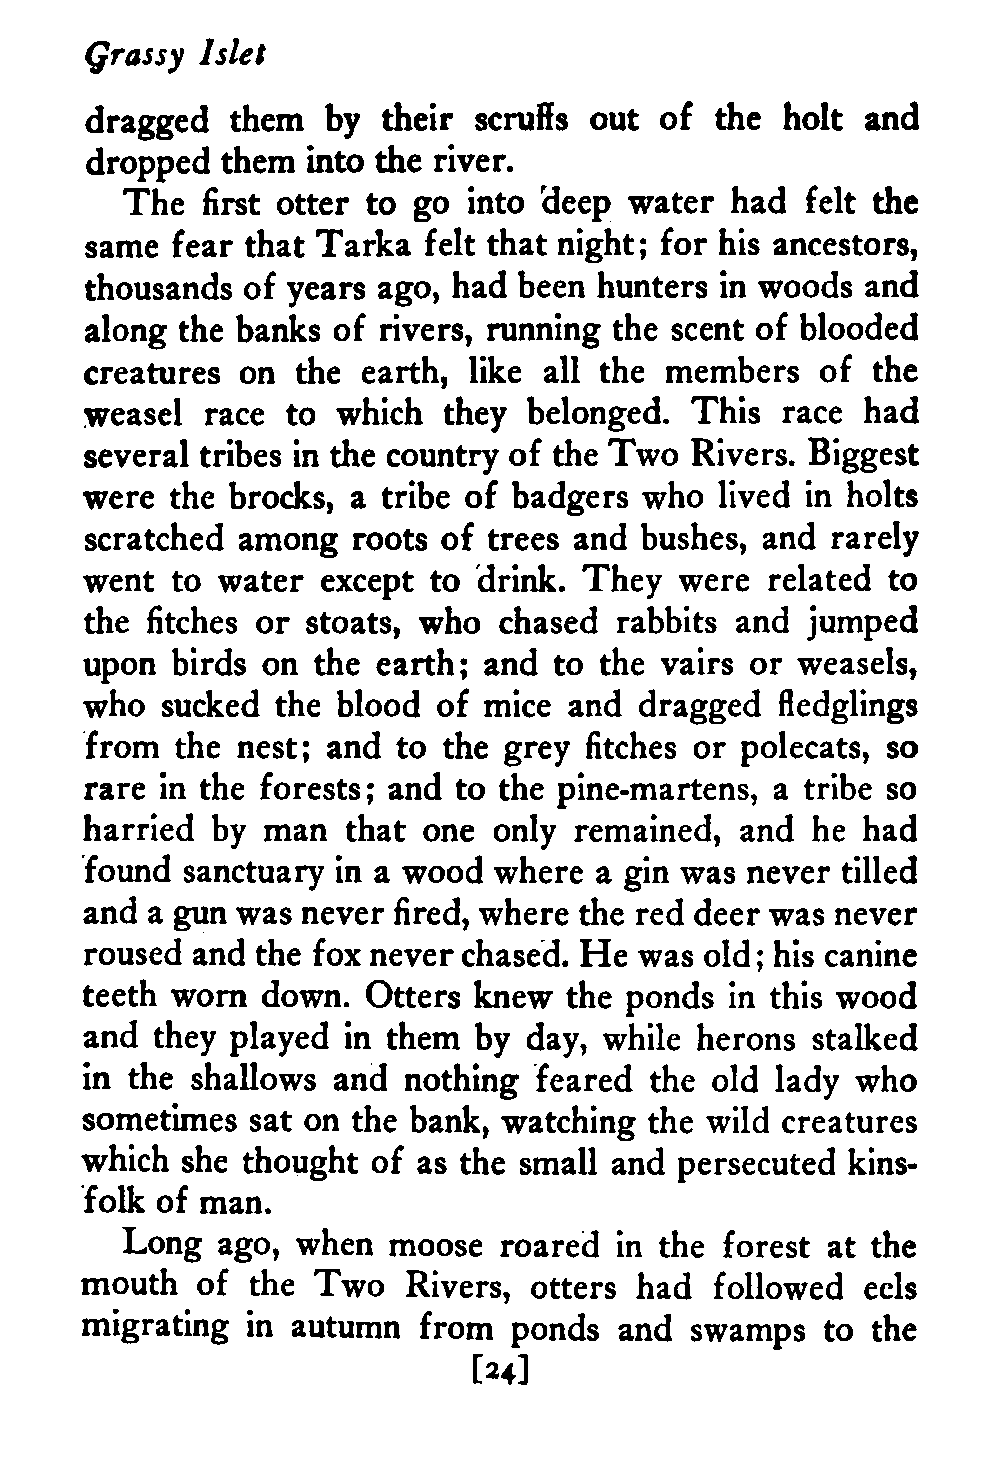 Grassy Islet
dragged them by their scruffs out of the holt and
dropped them into the river.
The first otter to go into deep water had felt the
same fear that Tarka felt that night; for his ancestors,
thousands of years ago, had been hunters in woods and
along the banks of rivers, running the scent of blooded
creatures on the earth, like all the members of the
weasel race to which they belonged. This race had
several tribes in the country of the Two Rivers. Biggest
were the brocks, a tribe of badgers who lived in holts
scratched among roots of trees and bushes, and rarely
went to water except to drink. They were related to
the fitches or stoats, who chased rabbits and jumped
upon birds on the earth; and to the vairs or weasels,
who sucked the blood of mice and dragged fledglings
from the nest; and to the grey fitches or polecats, so
rare in the forests; and to the pine-martens, a tribe so
harried by man that one only remained, and he had
found sanctuary in a wood where a gin was never tilled
and a gun was never fired, where the red deer was never
roused and the fox never chased. He was old; his canine
teeth worn down. Otters knew the ponds in this wood
and they played in them by day, while herons stalked
in the shallows and nothing feared the old lady who
sometimes sat on the bank, watching the wild creatures
which she thought of as the small and persecuted kins-
folk of man.
Long ago, when moose roared in the forest at the
mouth of the Two Rivers, otters had followed eels
migrating in autumn from ponds and swamps to the
[24]